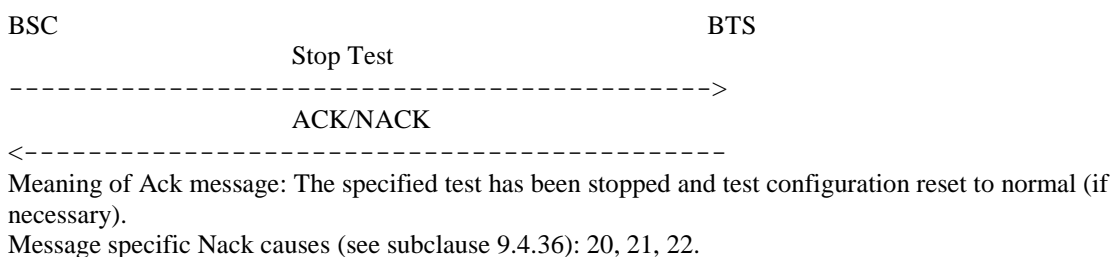 BSC BTS
Stop Test
-------------------------------------------->
ACK/NACK
<--------------------------------------------
Meaning of Ack message: The specified test has been stopped and test configuration reset to normal (if
necessary).
Message specific Nack causes (see subclause 9.4.36): 20, 21, 22.